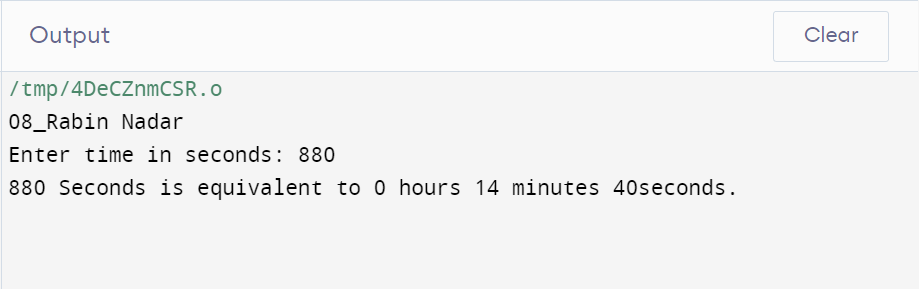 Output
Clear
/tmp/4DeCZnmCSR.o
08_Rabin Nadar
Enter time in seconds: 880
880 Seconds is equivalent to 0 hours 14 minutes 40seconds.